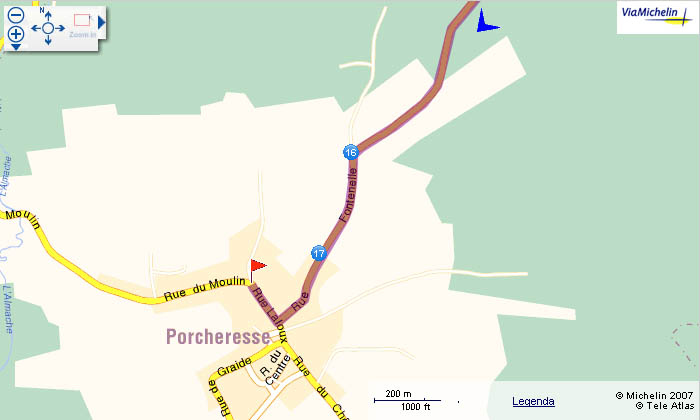 N
Zoom in
ViaMichelin
16
Fontenelle
L'Almache
Moulin
17
Rue du Moulin
Rue
Rue Laloux
L'Almache
Porcheresse
Graide
R. du
Centre
Rue de
Rue du
200 m
1000 ft
Legenda
© Michelin 2007
© Tele Atlas